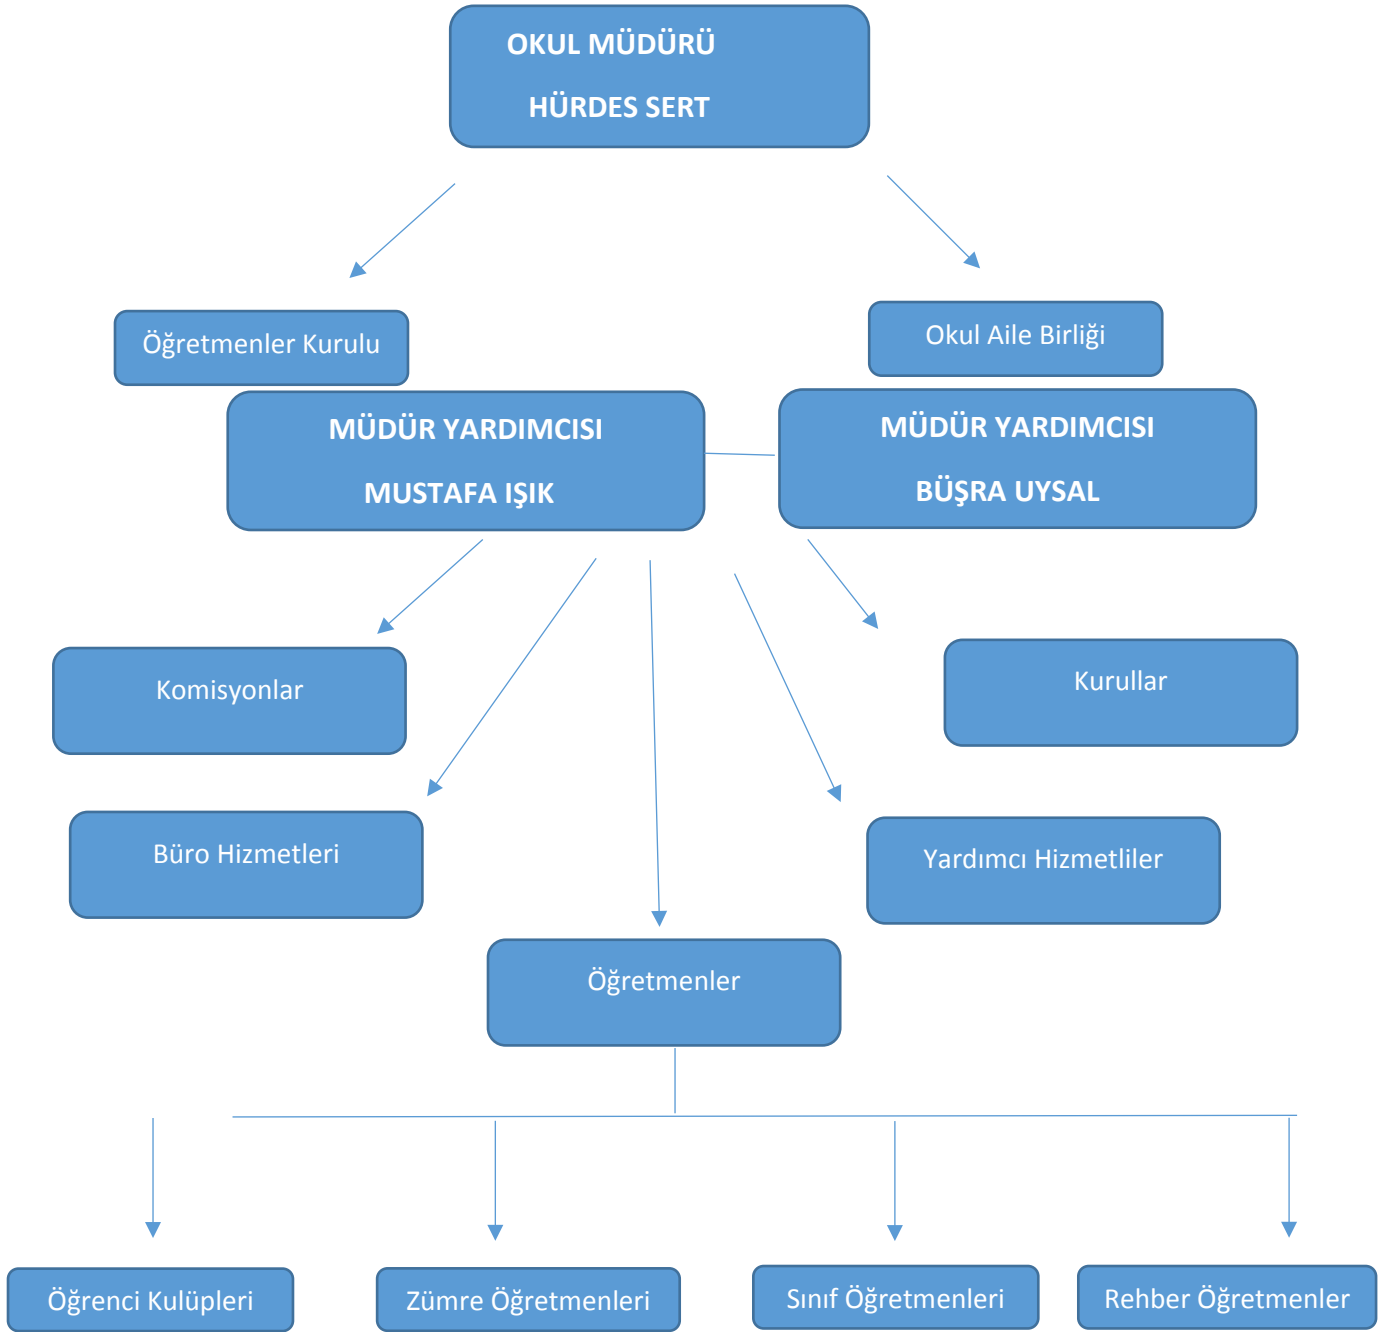 OKUL MÜDÜRÜ
HÜRDES SERT
Öğretmenler Kurulu
Okul Aile Birliği
MÜDÜR YARDIMCISI
MUSTAFA IŞIK
MÜDÜR YARDIMCISI
BÜŞRA UYSAL
Komisyonlar
Kurullar
Büro Hizmetleri
Yardımcı Hizmetliler
Öğretmenler
Öğrenci Kulüpleri
Zümre Öğretmenleri
Sınıf Öğretmenleri
Rehber Öğretmenler